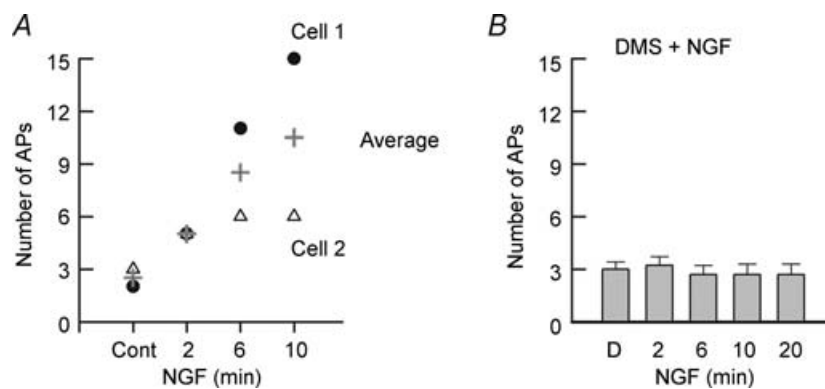 A
Cell 1
15
12
9
6
3
0
Number of APs
Average
Cell 2
Cont 2 6 10
NGF (min)
B
DMS + NGF
15
12
9
6
3
0
Number of APs
D 2 6 10 20
NGF (min)